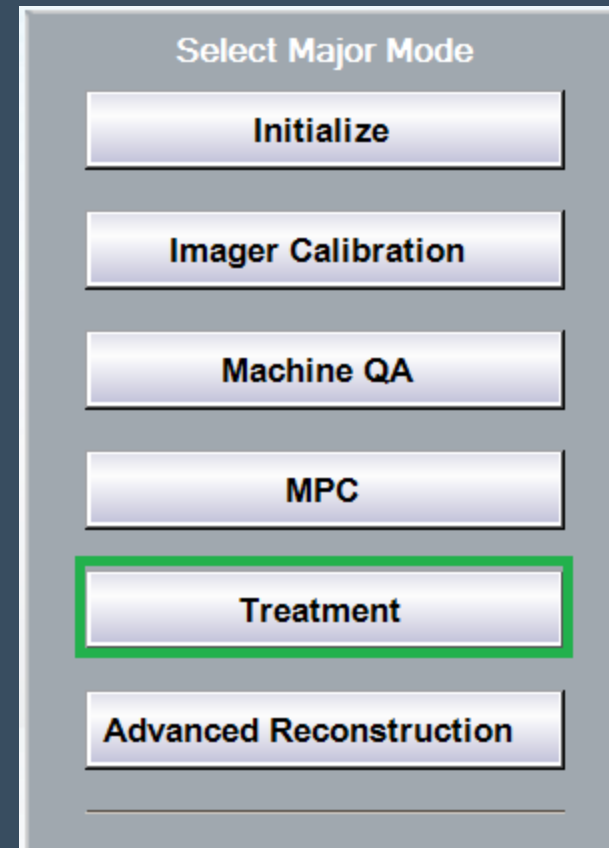 Select Major Mode
Initialize
Imager Calibration
Machine QA
MPC
Treatment
Advanced Reconstruction